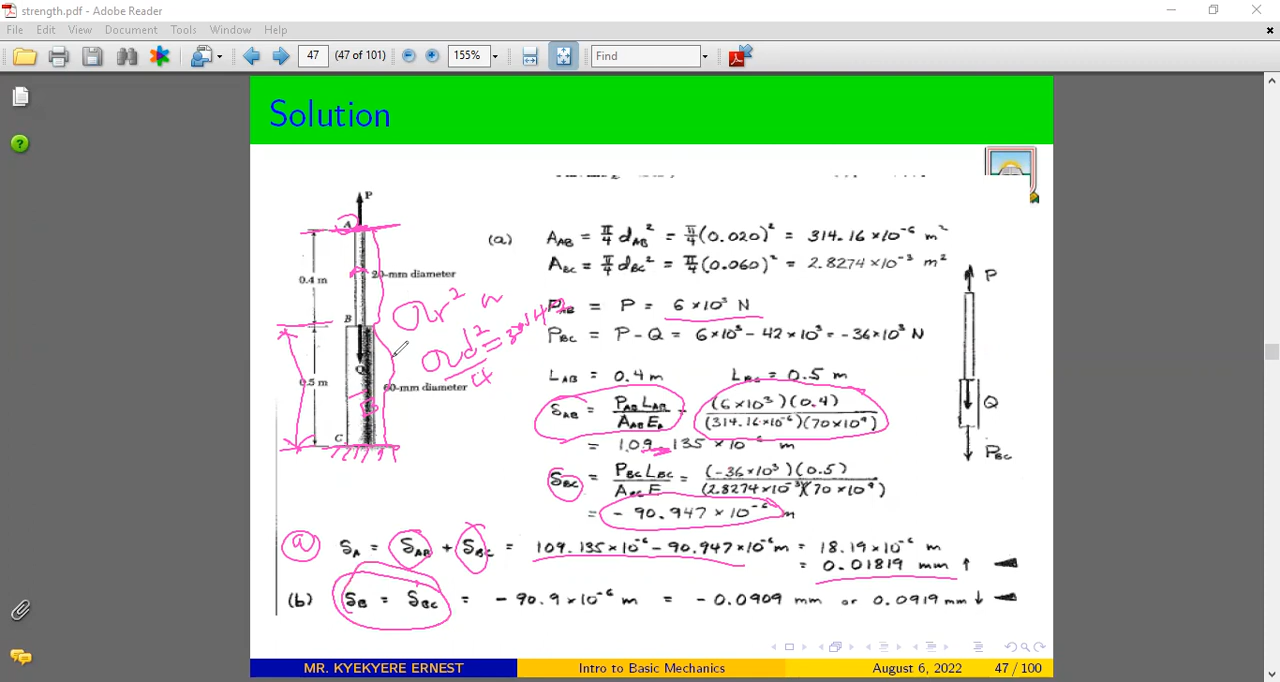 strength.pdf - Adobe Reader
File Edit View Document Tools Window Help
47 (47 of 101) 155% Find
Solution
(a) A_AB = π/4 d_AB² = π/4 (0.020)² = 314.16 × 10⁻⁶ m²
A_BC = π/4 d_BC² = π/4 (0.060)² = 2.8274 × 10⁻³ m²
P_AB = P = 6 × 10³ N
P_BC = P - Q = 6 × 10³ - 42 × 10³ = -36 × 10³ N
L_AB = 0.4 m L_BC = 0.5 m
δ_AB = P_AB L_AB / A_AB E_A = (6 × 10³)(0.4) / (314.16 × 10⁻⁶)(70 × 10⁹)
= 109.135 × 10⁻⁶ m
δ_BC = P_BC L_BC / A_BC E = (-36 × 10³)(0.5) / (2.8274 × 10⁻³)(70 × 10⁹)
= -90.947 × 10⁻⁶ m
(a) δ_A = δ_AB + δ_BC = 109.135 × 10⁻⁶ - 90.947 × 10⁻⁶ m = 18.19 × 10⁻⁶ m
= 0.01819 mm ↑
(b) δ_B = δ_BC = -90.9 × 10⁻⁶ m = -0.0909 mm or 0.0919 mm ↓
P
A
0.4 m
20-mm diameter
B
Q
0.5 m
60-mm diameter
C
πr²
πd²/4 = 3.142
P
Q
P_BC
MR. KYEKYERE ERNEST Intro to Basic Mechanics August 6, 2022 47 / 100